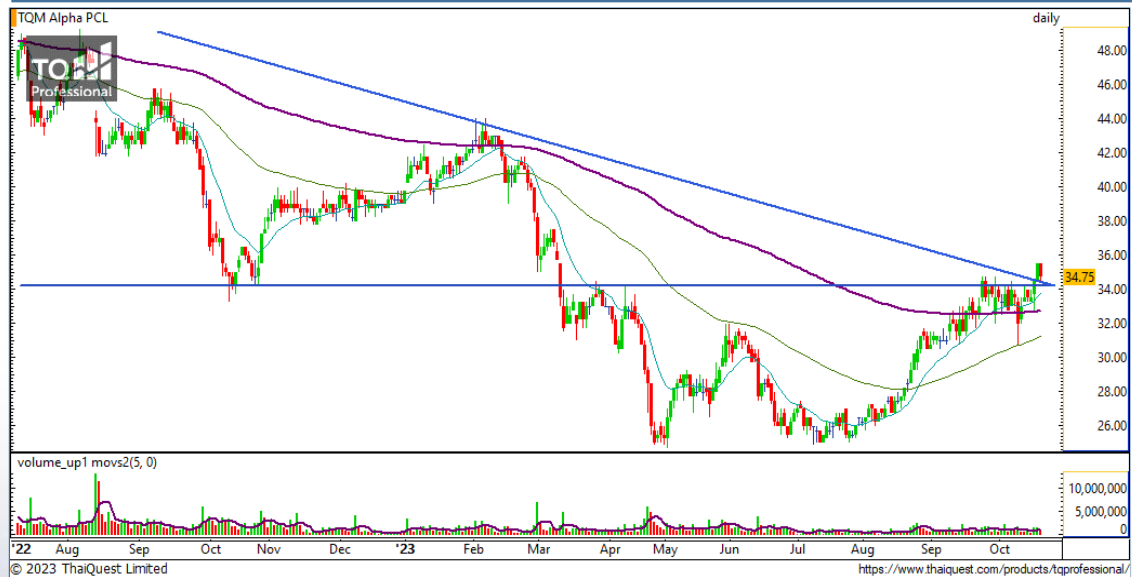 TQM Alpha PCL daily
TQ
Professional
48.00
46.00
44.00
42.00
40.00
38.00
36.00
34.75
34.00
32.00
30.00
28.00
26.00
volume_up1 movs2(5, 0)
10,000,000
5,000,000
0
'22 Aug Sep Oct Nov Dec '23 Feb Mar Apr May Jun Jul Aug Sep Oct
© 2023 ThaiQuest Limited https://www.thaiquest.com/products/tqprofessional/